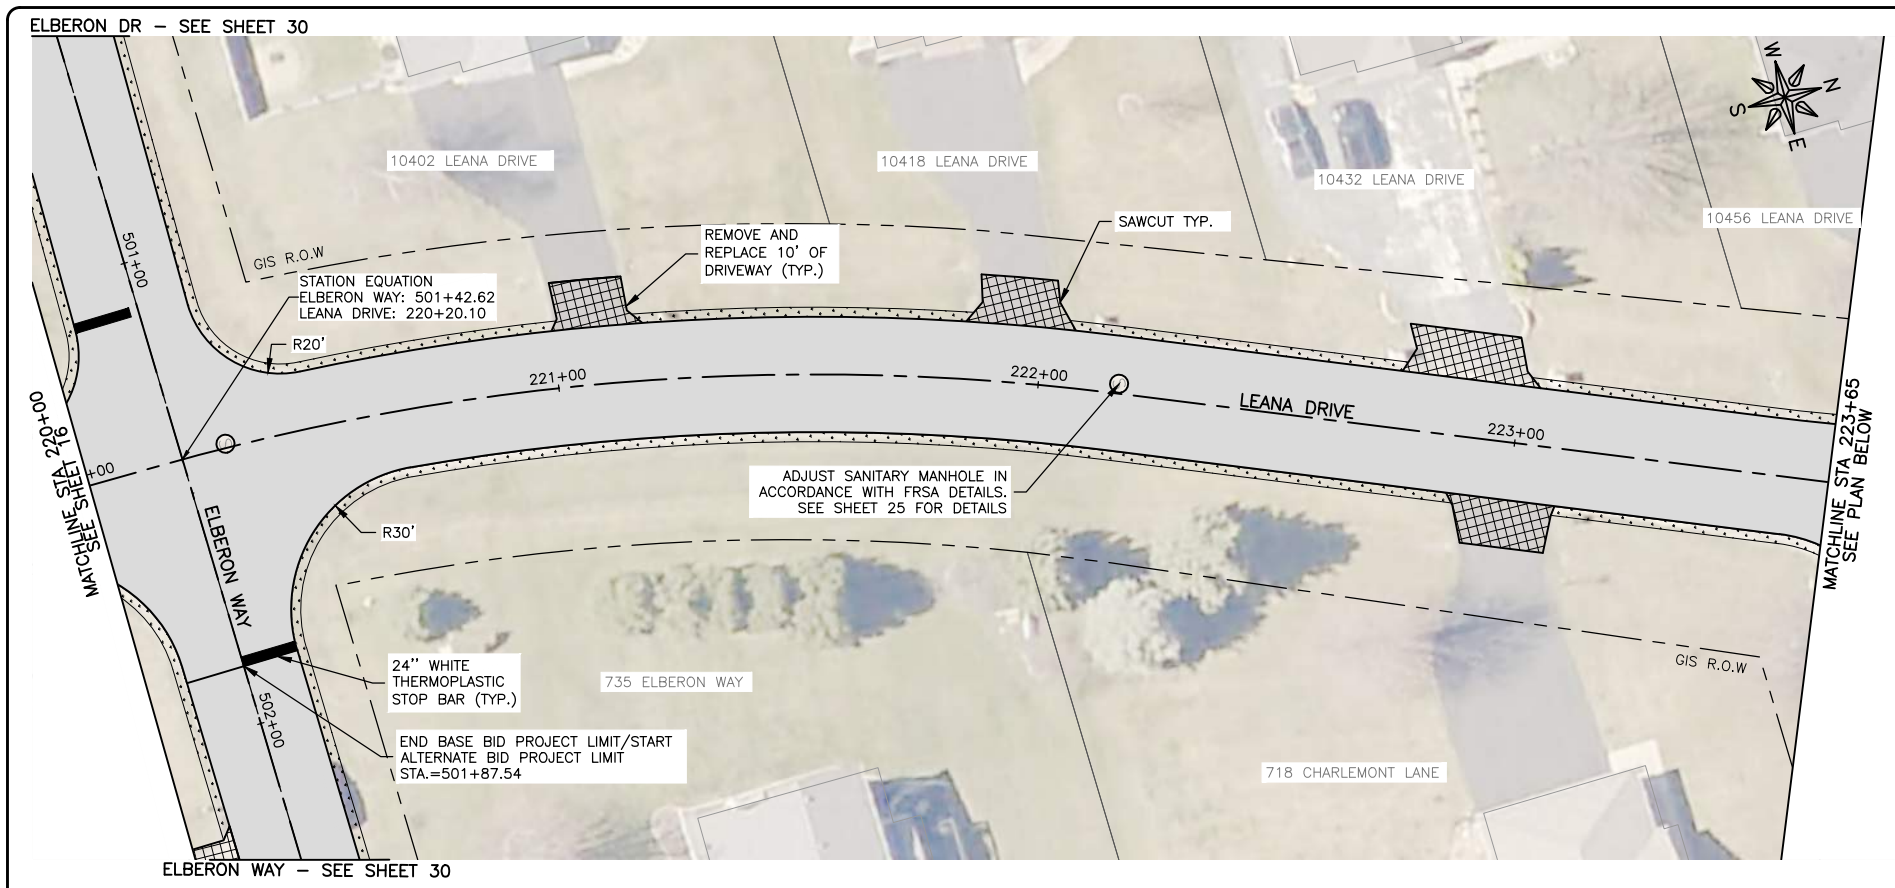 ELBERON DR – SEE SHEET 30
W
N
S
E
10402 LEANA DRIVE
10418 LEANA DRIVE
10432 LEANA DRIVE
10456 LEANA DRIVE
501+00
GIS R.O.W
REMOVE AND
REPLACE 10' OF
DRIVEWAY (TYP.)
SAWCUT TYP.
STATION EQUATION
ELBERON WAY: 501+42.62
LEANA DRIVE: 220+20.10
R20'
221+00
222+00
LEANA DRIVE
223+00
MATCHLINE STA 220+00
SEE SHEET 16
+00
MATCHLINE STA 223+65
SEE PLAN BELOW
ADJUST SANITARY MANHOLE IN
ACCORDANCE WITH FRSA DETAILS.
SEE SHEET 25 FOR DETAILS
ELBERON WAY
R30'
24'' WHITE
THERMOPLASTIC
STOP BAR (TYP.)
735 ELBERON WAY
GIS R.O.W
502+00
END BASE BID PROJECT LIMIT/START
ALTERNATE BID PROJECT LIMIT
STA.=501+87.54
718 CHARLEMONT LANE
ELBERON WAY – SEE SHEET 30